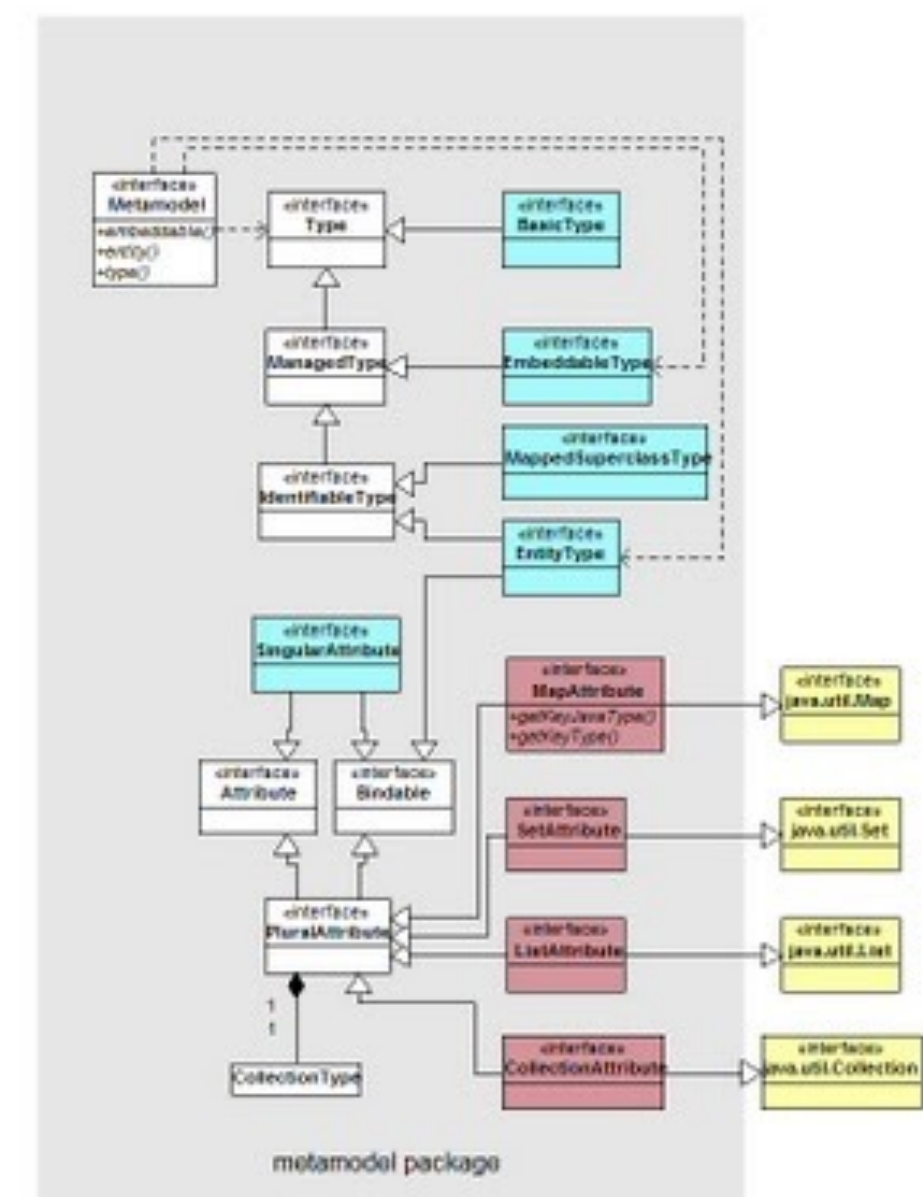 «interface»
Metamodel
+embeddable()
+entity()
+type()
«interface»
Type
«interface»
BasicType
«interface»
ManagedType
«interface»
EmbeddableType
«interface»
MappedSuperclassType
«interface»
IdentifiableType
«interface»
EntityType
«interface»
SingularAttribute
«interface»
MapAttribute
+getKeyJavaType()
+getKeyType()
«interface»
java.util.Map
«interface»
Attribute
«interface»
Bindable
«interface»
SetAttribute
«interface»
java.util.Set
«interface»
PluralAttribute
«interface»
ListAttribute
«interface»
java.util.List
1
1
CollectionType
«interface»
CollectionAttribute
«interface»
java.util.Collection
metamodel package